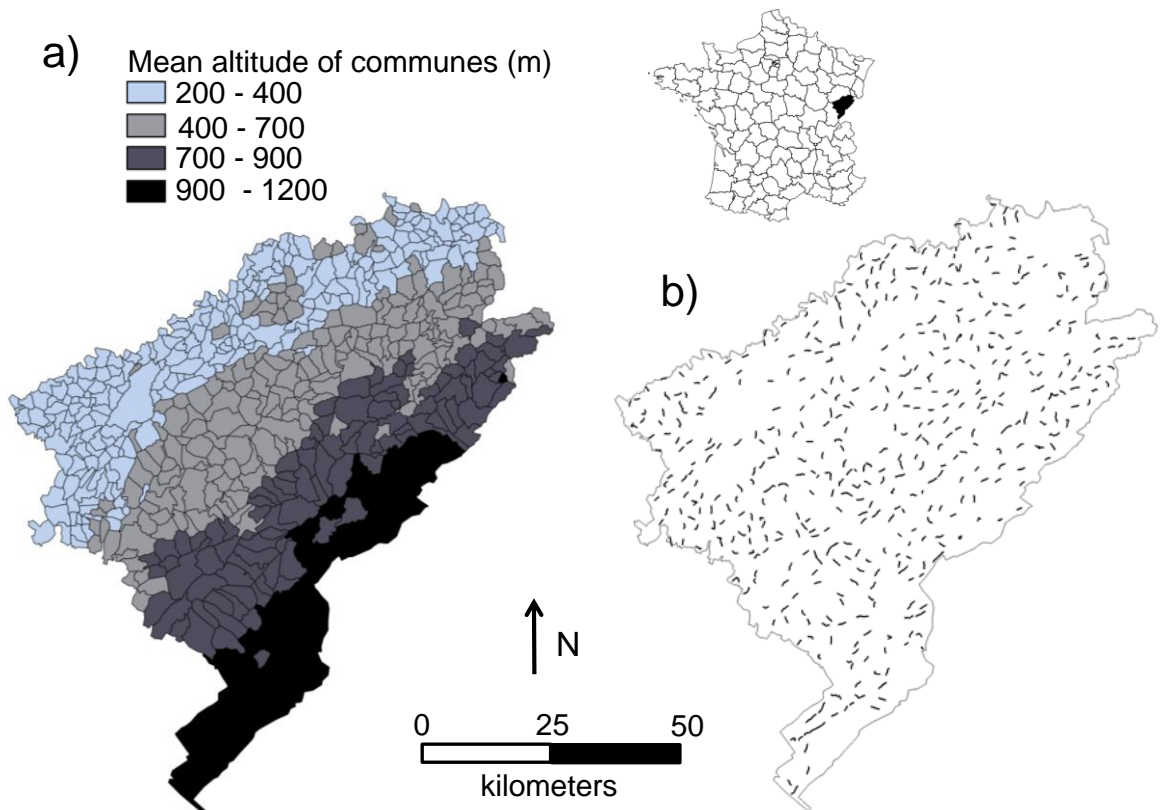 a)
Mean altitude of communes (m)
200 - 400
400 - 700
700 - 900
900 - 1200
b)
N
0 25 50
kilometers